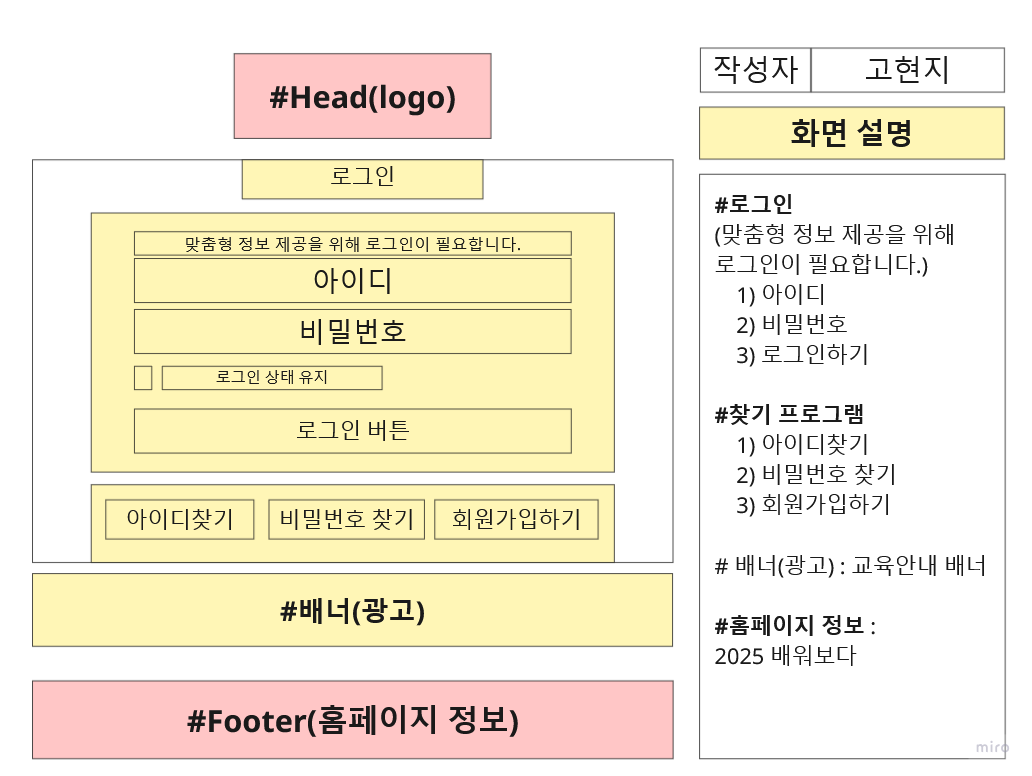 #Head(logo)
로그인
맞춤형 정보 제공을 위해 로그인이 필요합니다.
아이디
비밀번호
로그인 상태 유지
로그인 버튼
아이디찾기
비밀번호 찾기
회원가입하기
#배너(광고)
#Footer(홈페이지 정보)
작성자
고현지
화면 설명
#로그인
(맞춤형 정보 제공을 위해
로그인이 필요합니다.)
1) 아이디
2) 비밀번호
3) 로그인하기
#찾기 프로그램
1) 아이디찾기
2) 비밀번호 찾기
3) 회원가입하기
# 배너(광고) : 교육안내 배너
#홈페이지 정보 :
2025 배워보다
miro